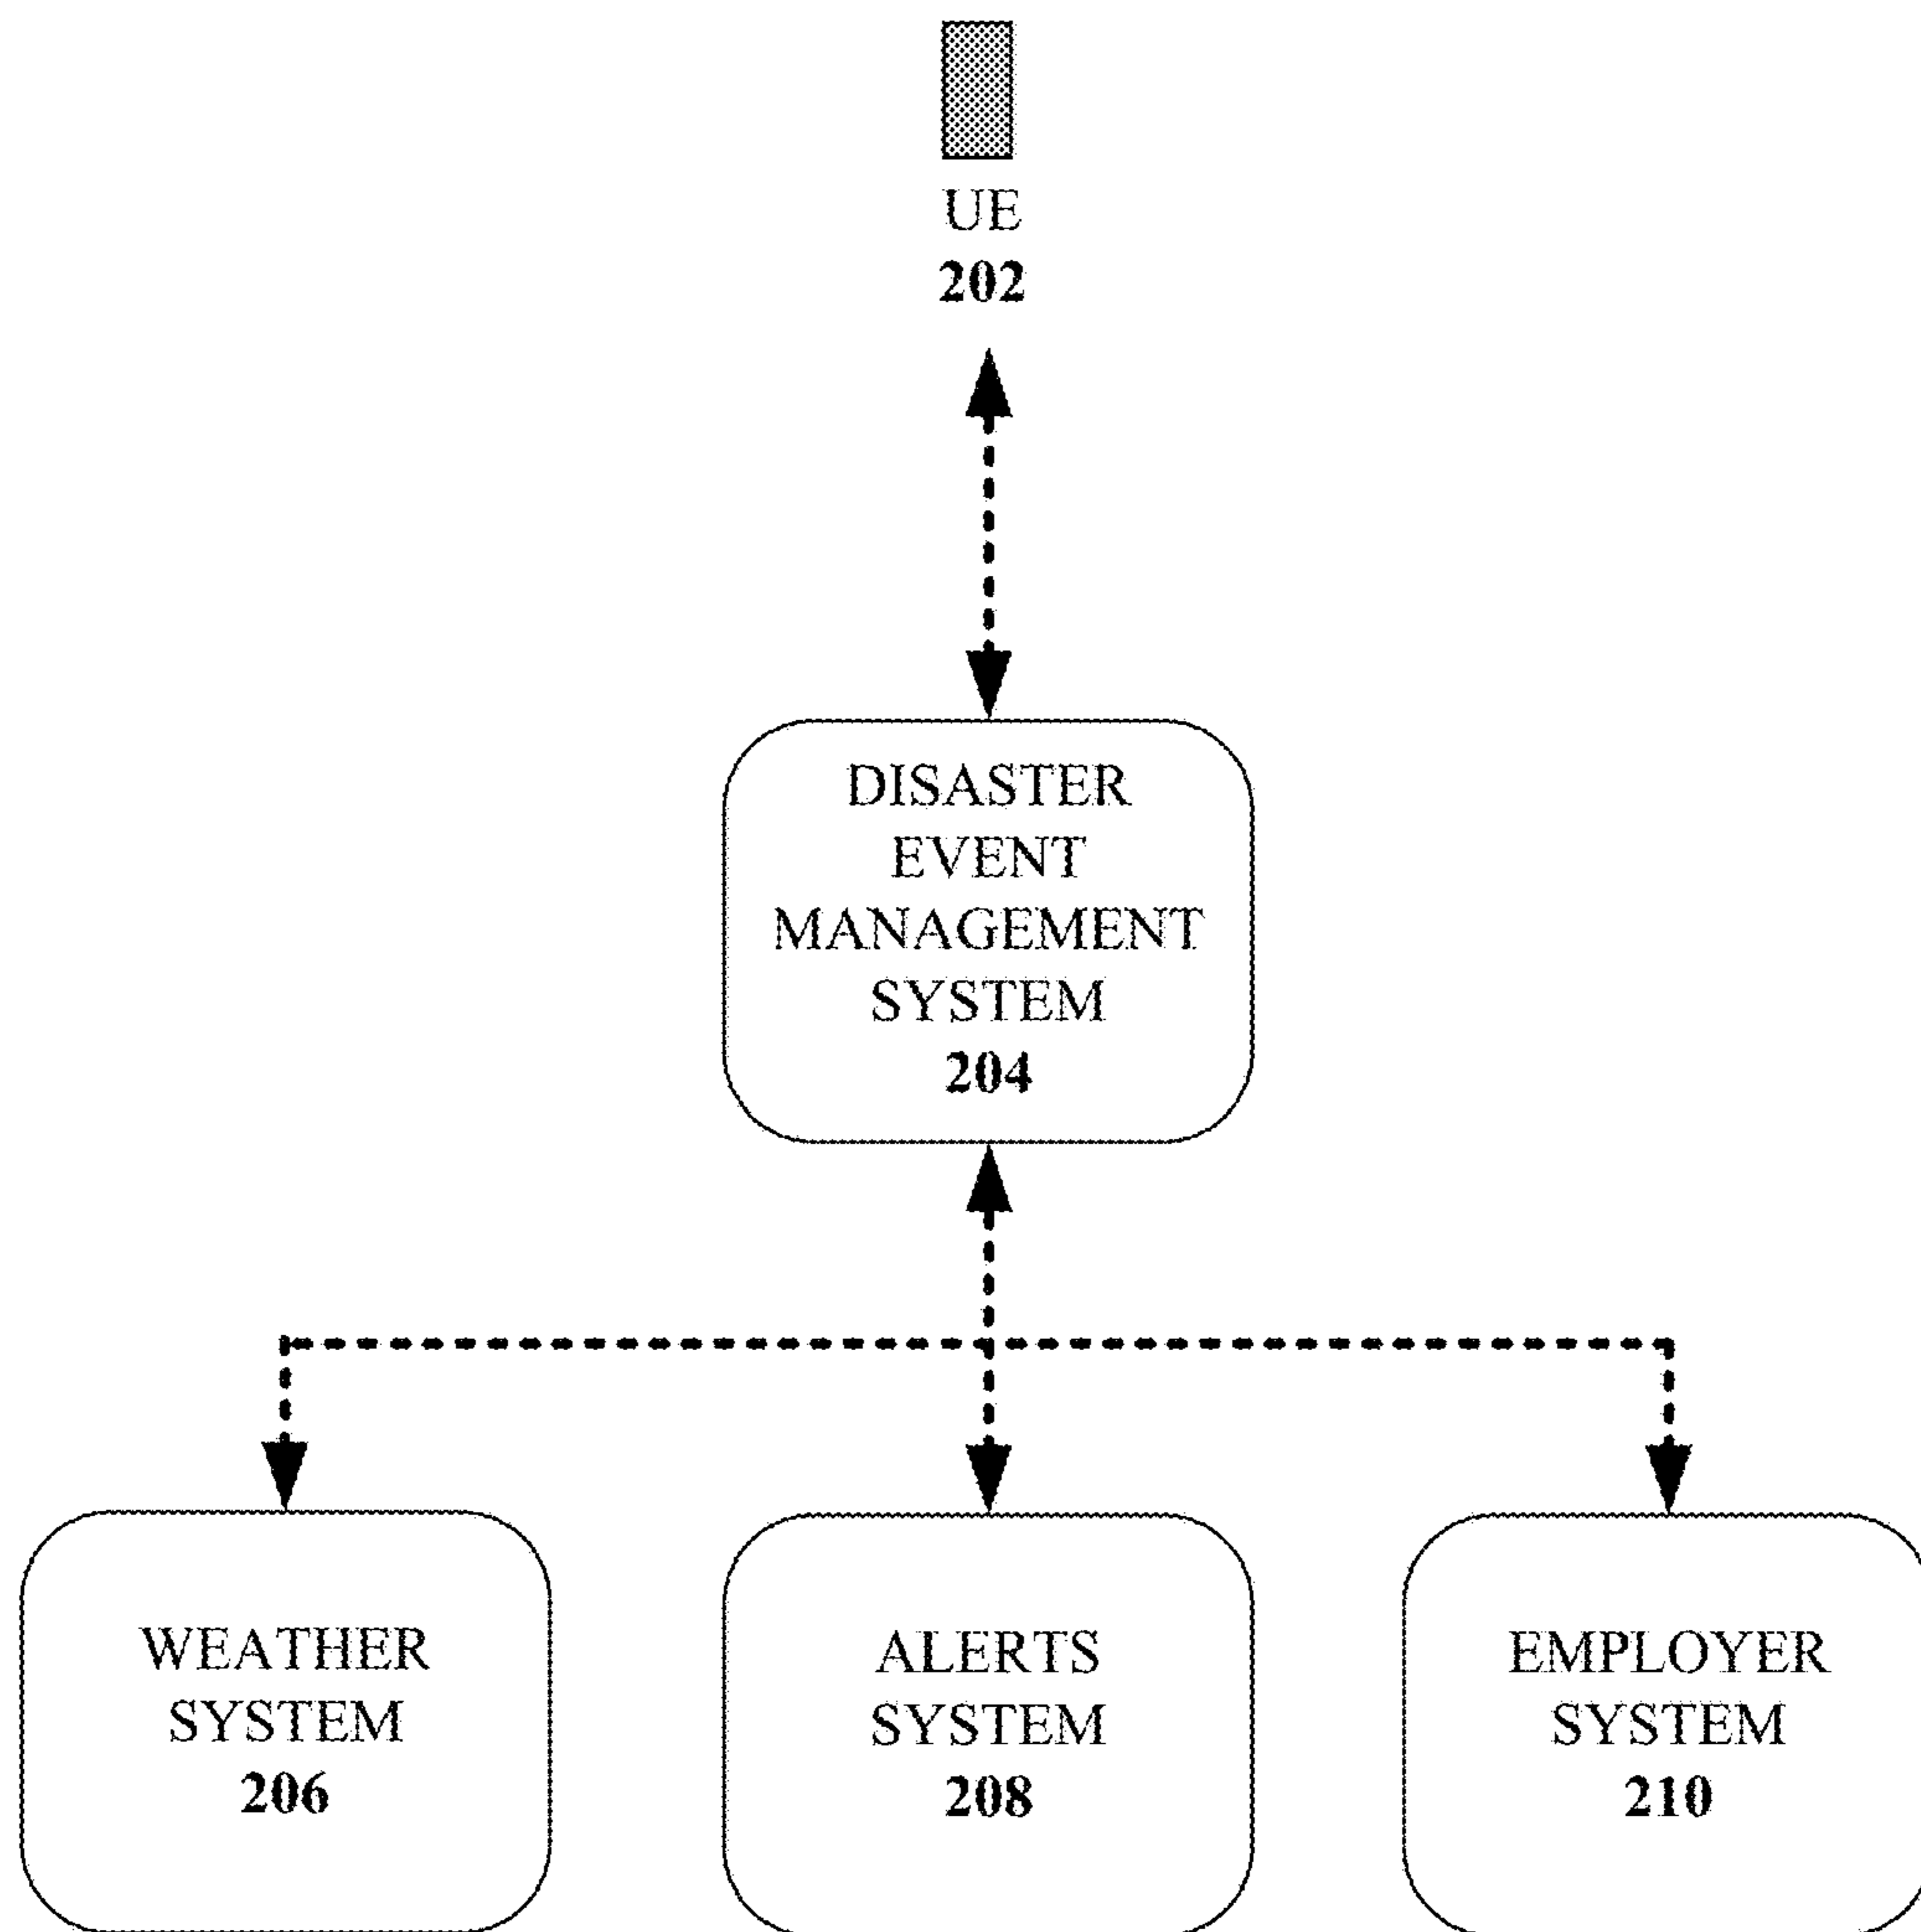 UE
202
DISASTER
EVENT
MANAGEMENT
SYSTEM
204
WEATHER
SYSTEM
206
ALERTS
SYSTEM
208
EMPLOYER
SYSTEM
210